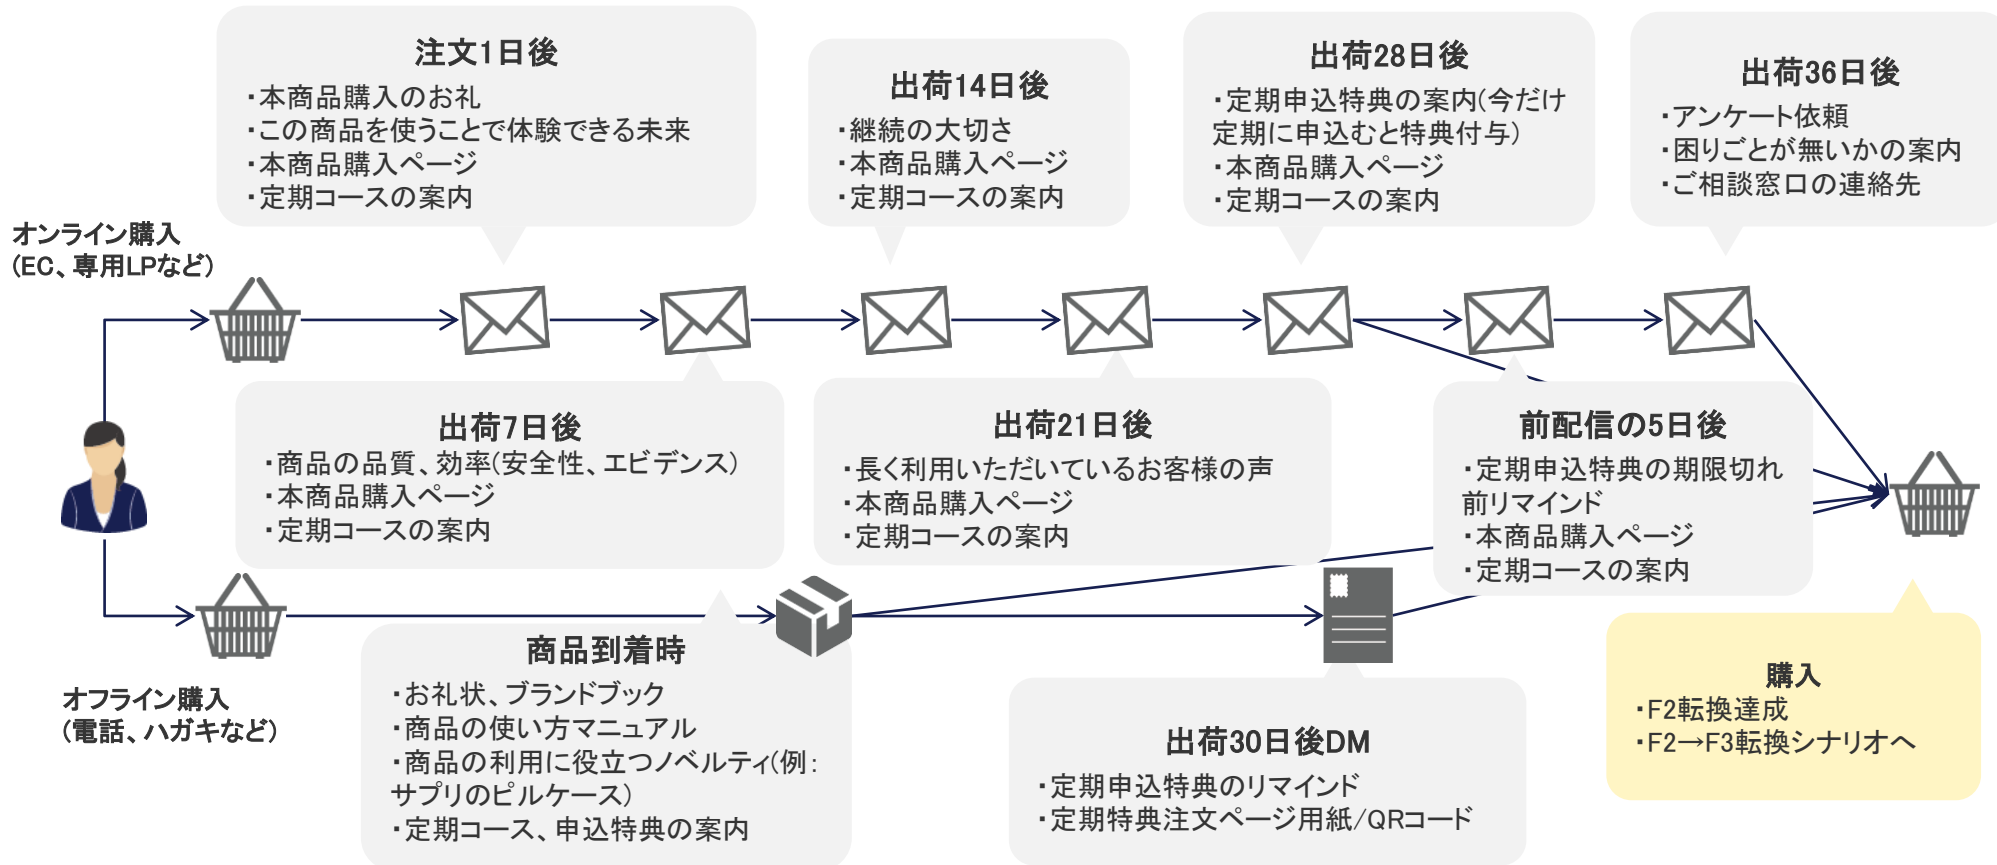 注文1日後
・本商品購入のお礼
・この商品を使うことで体験できる未来
・本商品購入ページ
・定期コースの案内
出荷14日後
・継続の大切さ
・本商品購入ページ
・定期コースの案内
出荷28日後
・定期申込特典の案内(今だけ
定期に申込むと特典付与)
・本商品購入ページ
・定期コースの案内
出荷36日後
・アンケート依頼
・困りごとが無いかの案内
・ご相談窓口の連絡先
オンライン購入
(EC、専用LPなど)
出荷7日後
・商品の品質、効率(安全性、エビデンス)
・本商品購入ページ
・定期コースの案内
出荷21日後
・長く利用いただいているお客様の声
・本商品購入ページ
・定期コースの案内
前配信の5日後
・定期申込特典の期限切れ
前リマインド
・本商品購入ページ
・定期コースの案内
オフライン購入
(電話、ハガキなど)
商品到着時
・お礼状、ブランドブック
・商品の使い方マニュアル
・商品の利用に役立つノベルティ(例:
サプリのピルケース)
・定期コース、申込特典の案内
出荷30日後DM
・定期申込特典のリマインド
・定期特典注文ページ用紙/QRコード
購入
・F2転換達成
・F2→F3転換シナリオへ